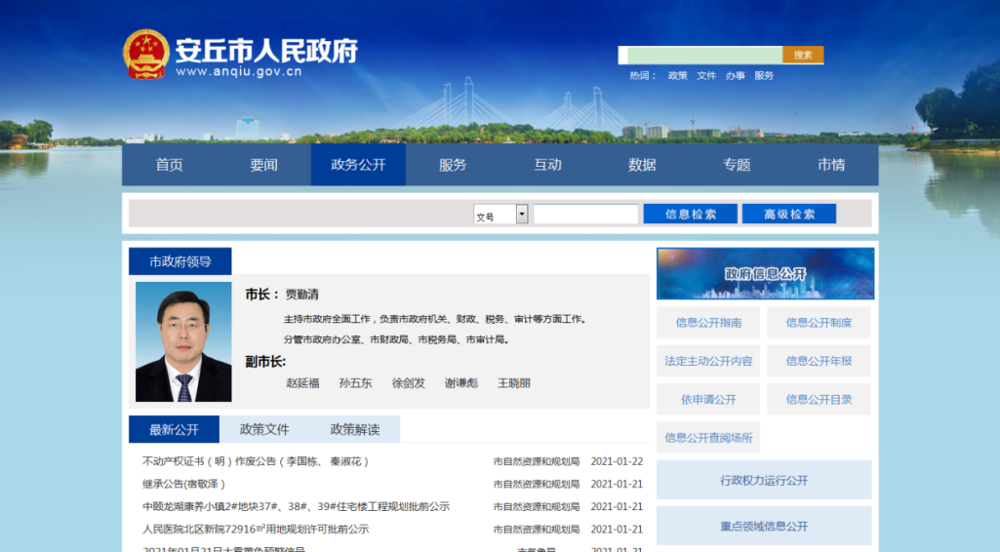 安丘市人民政府
www.anqiu.gov.cn
搜索
热词： 政策 文件 办事 服务
首页 要闻 政务公开 服务 互动 数据 专题 市情
文号 信息检索 高级检索
市政府领导
市长： 贾勤清
主持市政府全面工作，负责市政府机关、财政、税务、审计等方面工作。
分管市政府办公室、市财政局、市税务局、市审计局。
副市长:
赵延福 孙五东 徐剑发 谢谦彪 王晓丽
政府信息公开
信息公开指南 信息公开制度
法定主动公开内容 信息公开年报
依申请公开 信息公开目录
信息公开查阅场所
行政权力运行公开
重点领域信息公开
最新公开 政策文件 政策解读
不动产权证书（明）作废公告（李国栋、 秦淑花） 市自然资源和规划局 2021-01-22
继承公告(宿敬泽） 市自然资源和规划局 2021-01-21
中颐龙湖康养小镇2#地块37#、38#、39#住宅楼工程规划批前公示 市自然资源和规划局 2021-01-21
人民医院北区新院72916㎡用地规划许可批前公示 市自然资源和规划局 2021-01-21
2021年01月21日大雾黄色预警信号 市气象局 2021-01-21